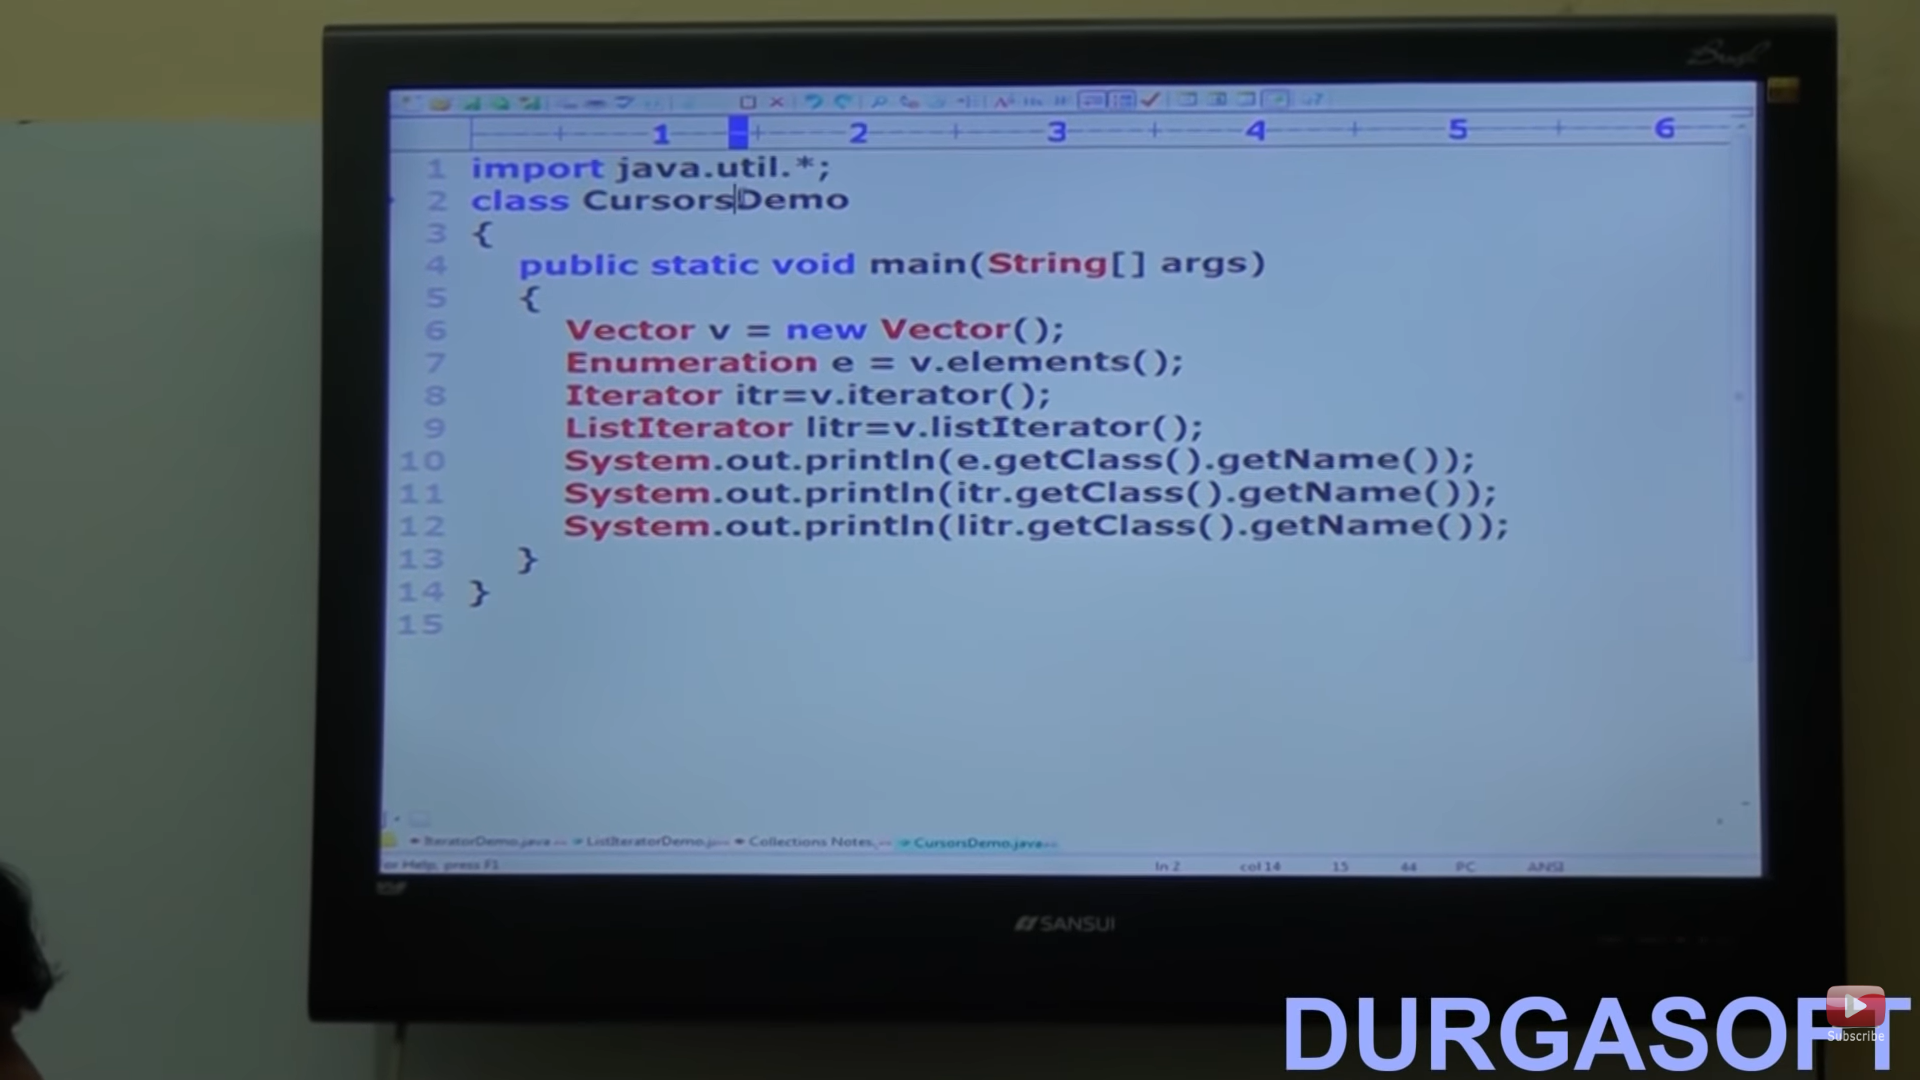 Brush
1 2 3 4 5 6
1 import java.util.*;
2 class CursorsDemo
3 {
4 public static void main(String[] args)
5 {
6 Vector v = new Vector();
7 Enumeration e = v.elements();
8 Iterator itr=v.iterator();
9 ListIterator litr=v.listIterator();
10 System.out.println(e.getClass().getName());
11 System.out.println(itr.getClass().getName());
12 System.out.println(litr.getClass().getName());
13 }
14 }
15
IteratorDemo.java ListIteratorDemo.j Collections Notes. CursorsDemo.java
or Help, press F1 ln 2 col 14 15 44 PC ANSI
SANSUI
DURGASOFT
Subscribe